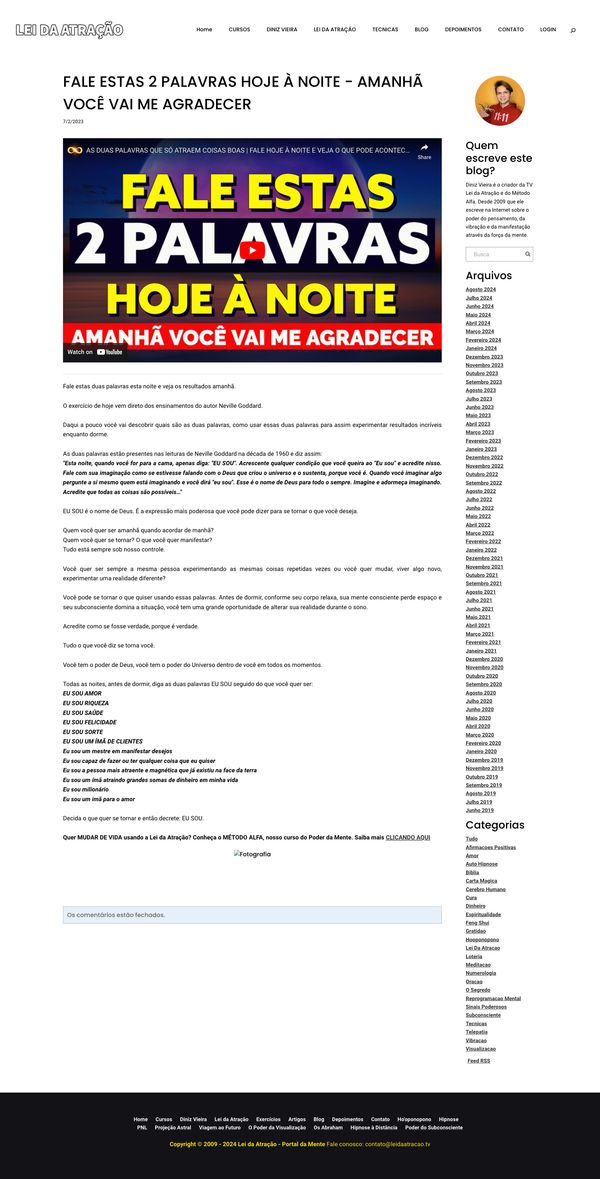 LEI DA ATRAÇÃO
Home CURSOS DINIZ VIEIRA LEI DA ATRAÇÃO TECNICAS BLOG DEPOIMENTOS CONTATO LOGIN
FALE ESTAS 2 PALAVRAS HOJE À NOITE - AMANHÃ
VOCÊ VAI ME AGRADECER
7/2/2023
AS DUAS PALAVRAS QUE SÓ ATRAEM COISAS BOAS | FALE HOJE À NOITE E VEJA O QUE PODE ACONTEC...
Share
FALE ESTAS
2 PALAVRAS
HOJE À NOITE
AMANHÃ VOCÊ VAI ME AGRADECER
Watch on YouTube
Fale estas duas palavras esta noite e veja os resultados amanhã.
O exercício de hoje vem direto dos ensinamentos do autor Neville Goddard.
Daqui a pouco você vai descobrir quais são as duas palavras, como usar essas duas palavras para assim experimentar resultados incríveis
enquanto dorme.
As duas palavras estão presentes nas leituras de Neville Goddard na década de 1960 e diz assim:
"Esta noite, quando você for para a cama, apenas diga: "EU SOU". Acrescente qualquer condição que você queira ao "Eu sou" e acredite nisso.
Fale com sua imaginação como se estivesse falando com o Deus que criou o universo e o sustenta, porque você é. Quando você imaginar algo
pergunte a si mesmo quem está imaginando e você dirá "eu sou". Esse é o nome de Deus para todo o sempre. Imagine e adormeça imaginando.
Acredite que todas as coisas são possíveis..."
EU SOU é o nome de Deus. É a expressão mais poderosa que você pode dizer para se tornar o que você deseja.
Quem você quer ser amanhã quando acordar de manhã?
Quem você quer se tornar? O que você quer manifestar?
Tudo está sempre sob nosso controle.
Você quer ser sempre a mesma pessoa experimentando as mesmas coisas repetidas vezes ou você quer mudar, viver algo novo,
experimentar uma realidade diferente?
Você pode se tornar o que quiser usando essas palavras. Antes de dormir, conforme seu corpo relaxa, sua mente consciente perde espaço e
seu subconsciente domina a situação, você tem uma grande oportunidade de alterar sua realidade durante o sono.
Acredite como se fosse verdade, porque é verdade.
Tudo o que você diz se torna você.
Você tem o poder de Deus, você tem o poder do Universo dentro de você em todos os momentos.
Todas as noites, antes de dormir, diga as duas palavras EU SOU seguido do que você quer ser:
EU SOU AMOR
EU SOU RIQUEZA
EU SOU SAÚDE
EU SOU FELICIDADE
EU SOU SORTE
EU SOU UM ÍMÃ DE CLIENTES
Eu sou um mestre em manifestar desejos
Eu sou capaz de fazer ou ter qualquer coisa que eu quiser
Eu sou a pessoa mais atraente e magnética que já existiu na face da terra
Eu sou um ímã atraindo grandes somas de dinheiro em minha vida
Eu sou milionário
Eu sou um ímã para o amor
Decida o que quer se tornar e então decrete: EU SOU.
Quer MUDAR DE VIDA usando a Lei da Atração? Conheça o MÉTODO ALFA, nosso curso do Poder da Mente. Saiba mais CLICANDO AQUI
Fotografia
Os comentários estão fechados.
11:11
Quem
escreve este
blog?
Diniz Vieira é o criador da TV
Lei da Atração e do Método
Alfa. Desde 2009 que ele
escreve na Internet sobre o
poder do pensamento, da
vibração e da manifestação
através da força da mente.
Busca
Arquivos
Agosto 2024
Julho 2024
Junho 2024
Maio 2024
Abril 2024
Março 2024
Fevereiro 2024
Janeiro 2024
Dezembro 2023
Novembro 2023
Outubro 2023
Setembro 2023
Agosto 2023
Julho 2023
Junho 2023
Maio 2023
Abril 2023
Março 2023
Fevereiro 2023
Janeiro 2023
Dezembro 2022
Novembro 2022
Outubro 2022
Setembro 2022
Agosto 2022
Julho 2022
Junho 2022
Maio 2022
Abril 2022
Março 2022
Fevereiro 2022
Janeiro 2022
Dezembro 2021
Novembro 2021
Outubro 2021
Setembro 2021
Agosto 2021
Julho 2021
Junho 2021
Maio 2021
Abril 2021
Março 2021
Fevereiro 2021
Janeiro 2021
Dezembro 2020
Novembro 2020
Outubro 2020
Setembro 2020
Agosto 2020
Julho 2020
Junho 2020
Maio 2020
Abril 2020
Março 2020
Fevereiro 2020
Janeiro 2020
Dezembro 2019
Novembro 2019
Outubro 2019
Setembro 2019
Agosto 2019
Julho 2019
Junho 2019
Categorias
Tudo
Afirmacoes Positivas
Amor
Auto Hipnose
Biblia
Carta Magica
Cerebro Humano
Cura
Dinheiro
Espiritualidade
Feng Shui
Gratidao
Hooponopono
Lei Da Atracao
Loteria
Meditacao
Numerologia
Oracao
O Segredo
Reprogramacao Mental
Sinais Poderosos
Subconsciente
Tecnicas
Telepatia
Vibracao
Visualizacao
Feed RSS
Home Cursos Diniz Vieira Lei da Atração Exercícios Artigos Blog Depoimentos Contato Ho'oponopono Hipnose
PNL Projeção Astral Viagem ao Futuro O Poder da Visualização Os Abraham Hipnose à Distância Poder do Subconsciente
Copyright © 2009 - 2024 Lei da Atração - Portal da Mente Fale conosco: contato@leidaatracao.tv